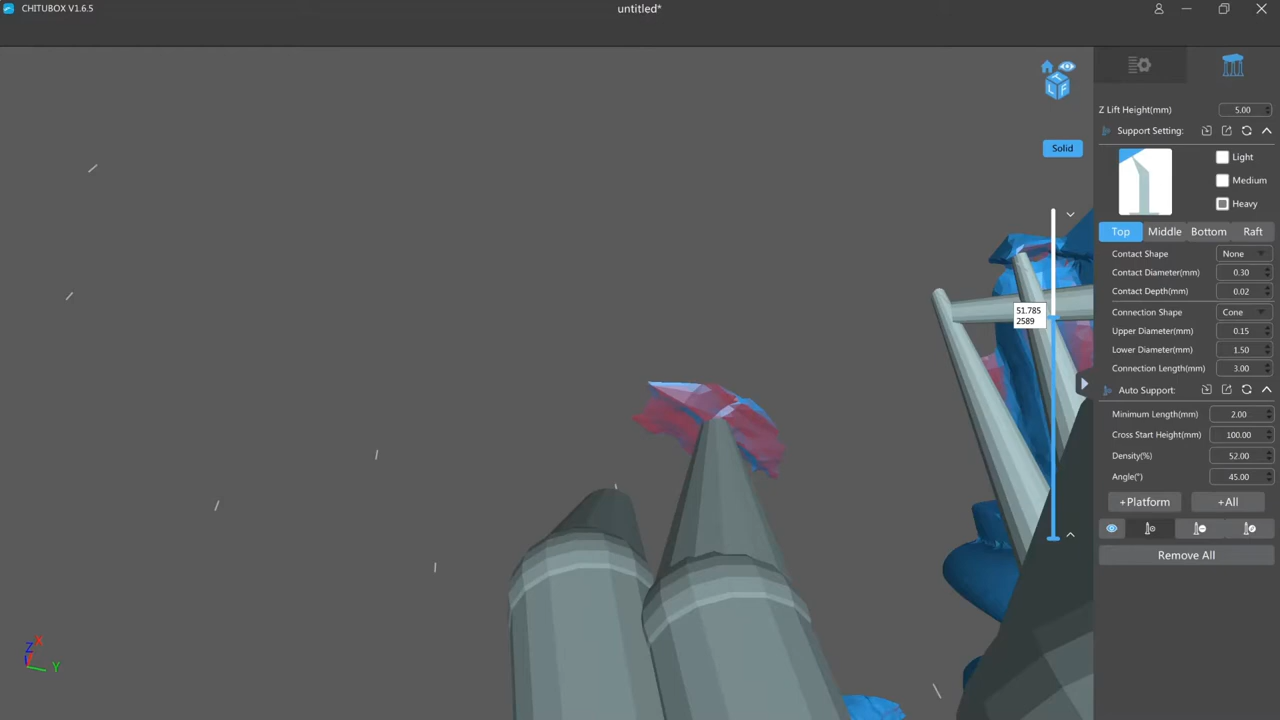 CHITUBOX V1.6.5
untitled*
Z Lift Height(mm) 5.00
Support Setting:
Light
Medium
Heavy
Top Middle Bottom Raft
Contact Shape None
Contact Diameter(mm) 0.30
Contact Depth(mm) 0.02
Connection Shape Cone
Upper Diameter(mm) 0.15
Lower Diameter(mm) 1.50
Connection Length(mm) 3.00
Auto Support:
Minimum Length(mm) 2.00
Cross Start Height(mm) 100.00
Density(%) 52.00
Angle(°) 45.00
+Platform +All
Remove All
Solid
T
L F
51.785
2589
X
Z
Y